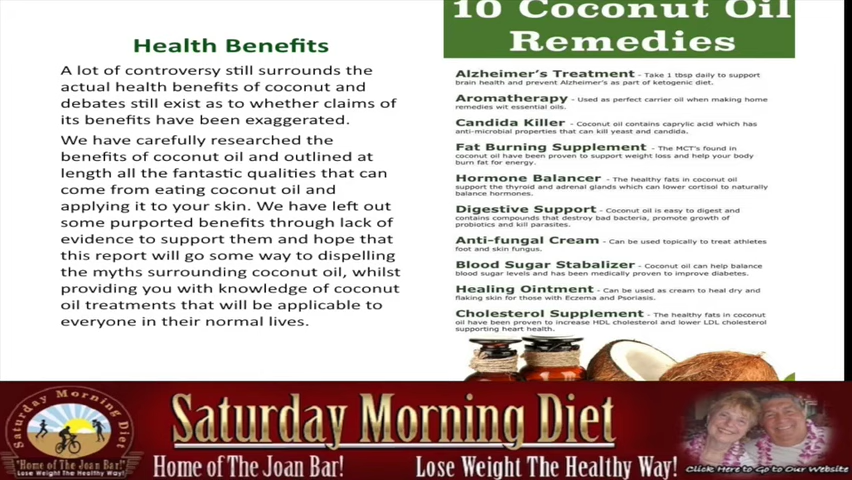 Health Benefits
A lot of controversy still surrounds the
actual health benefits of coconut and
debates still exist as to whether claims of
its benefits have been exaggerated.
We have carefully researched the
benefits of coconut oil and outlined at
length all the fantastic qualities that can
come from eating coconut oil and
applying it to your skin. We have left out
some purported benefits through lack of
evidence to support them and hope that
this report will go some way to dispelling
the myths surrounding coconut oil, whilst
providing you with knowledge of coconut
oil treatments that will be applicable to
everyone in their normal lives.
10 Coconut Oil
Remedies
Alzheimer's Treatment - Take 1 tbsp daily to support
brain health and prevent Alzheimer's as part of ketogenic diet.
Aromatherapy - Used as perfect carrier oil when making home
remedies wit essential oils.
Candida Killer - Coconut oil contains caprylic acid which has
anti-microbial properties that can kill yeast and candida.
Fat Burning Supplement - The MCT's found in
coconut oil have been proven to support weight loss and help your body
burn fat for energy.
Hormone Balancer - The healthy fats in coconut oil
support the thyroid and adrenal glands which can lower cortisol to naturally
balance hormones.
Digestive Support - Coconut oil is easy to digest and
contains compounds that destroy bad bacteria, promote growth of
probiotics and kill parasites.
Anti-fungal Cream - Can be used topically to treat athletes
foot and skin fungus.
Blood Sugar Stabalizer - Coconut oil can help balance
blood sugar levels and has been medically proven to improve diabetes.
Healing Ointment - Can be used as cream to heal dry and
flaking skin for those with Eczema and Psoriasis.
Cholesterol Supplement - The healthy fats in coconut
oil have been proven to increase HDL cholesterol and lower LDL cholesterol
supporting heart health.
Saturday Morning Diet
"Home of The Joan Bar!"
Lose Weight The Healthy Way!
Saturday Morning Diet
Home of The Joan Bar! Lose Weight The Healthy Way!
Click Here to Go to Our Website